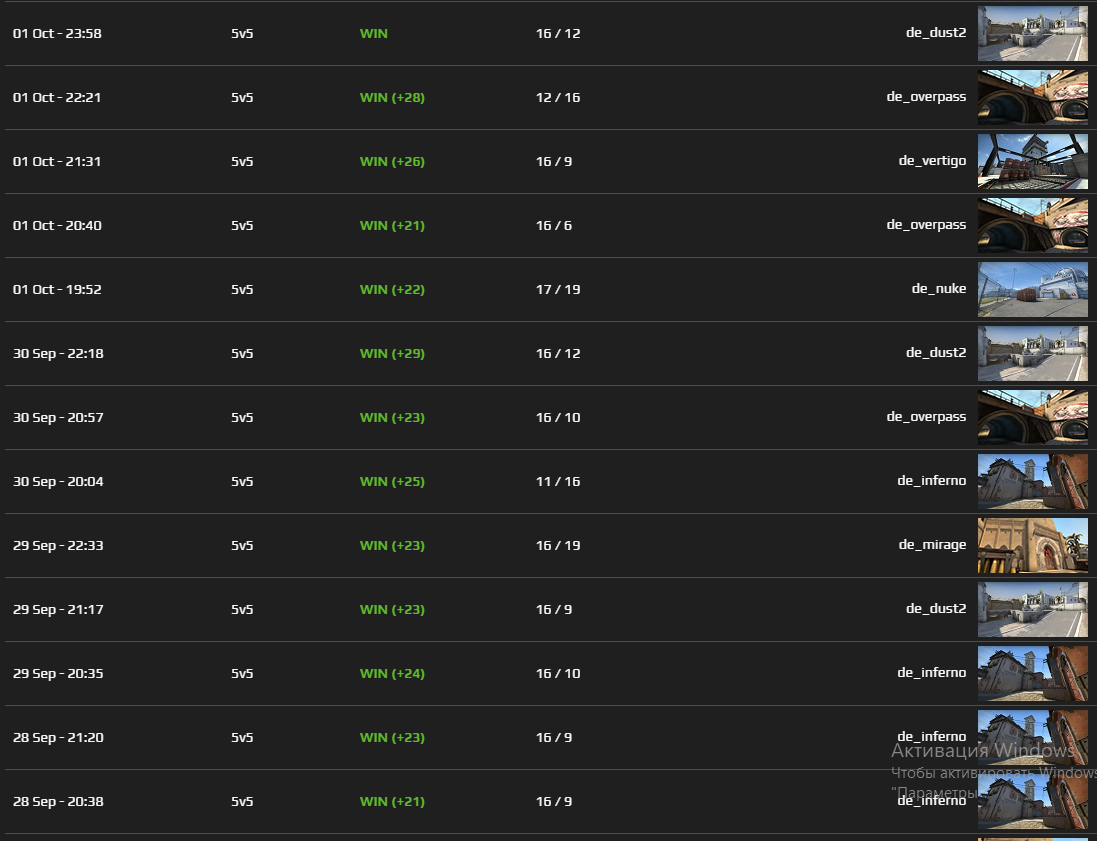 01 Oct - 23:58 5v5 WIN 16 / 12 de_dust2
01 Oct - 22:21 5v5 WIN (+28) 12 / 16 de_overpass
01 Oct - 21:31 5v5 WIN (+26) 16 / 9 de_vertigo
01 Oct - 20:40 5v5 WIN (+21) 16 / 6 de_overpass
01 Oct - 19:52 5v5 WIN (+22) 17 / 19 de_nuke
30 Sep - 22:18 5v5 WIN (+29) 16 / 12 de_dust2
30 Sep - 20:57 5v5 WIN (+23) 16 / 10 de_overpass
30 Sep - 20:04 5v5 WIN (+25) 11 / 16 de_inferno
29 Sep - 22:33 5v5 WIN (+23) 16 / 19 de_mirage
29 Sep - 21:17 5v5 WIN (+23) 16 / 9 de_dust2
29 Sep - 20:35 5v5 WIN (+24) 16 / 10 de_inferno
28 Sep - 21:20 5v5 WIN (+23) 16 / 9 de_inferno
Активация Windows
Чтобы активировать Windows
"Параметры
28 Sep - 20:38 5v5 WIN (+21) 16 / 9 de_inferno